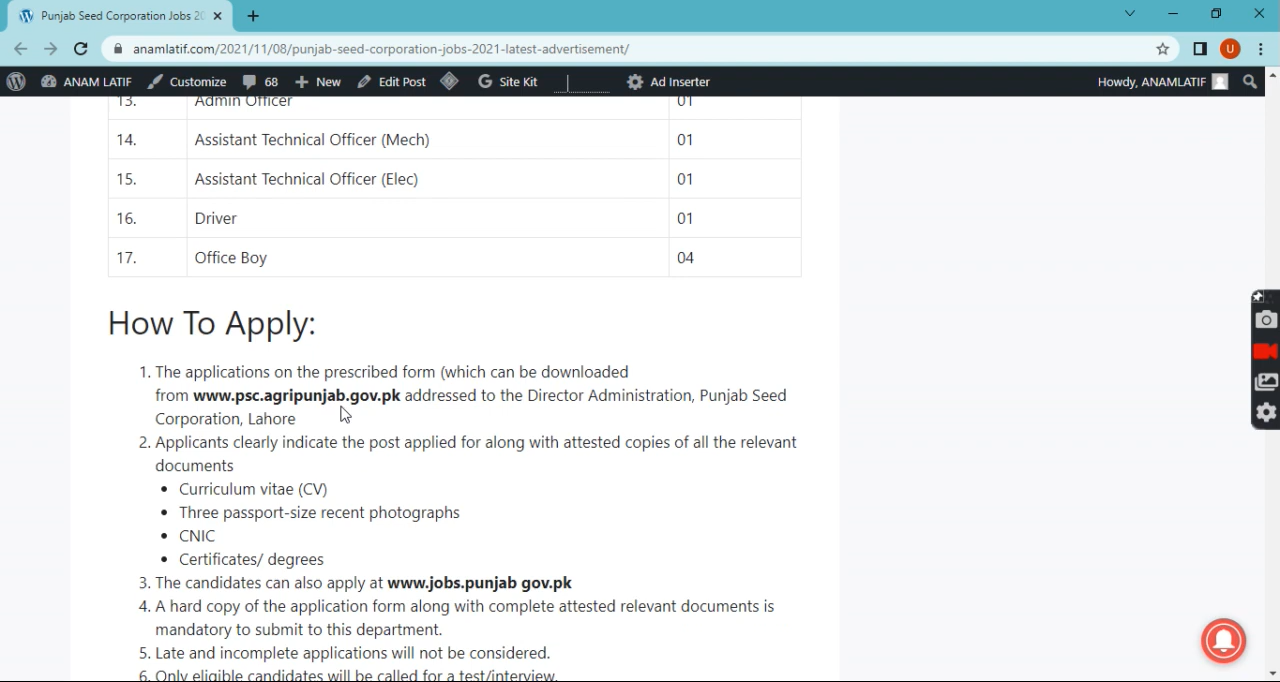 Punjab Seed Corporation Jobs 20
anamlatif.com/2021/11/08/punjab-seed-corporation-jobs-2021-latest-advertisement/
U
ANAM LATIF Customize 68 New Edit Post Site Kit Ad Inserter Howdy, ANAMLATIF
13. Admin Officer 01
14. Assistant Technical Officer (Mech) 01
15. Assistant Technical Officer (Elec) 01
16. Driver 01
17. Office Boy 04
How To Apply:
1. The applications on the prescribed form (which can be downloaded
from www.psc.agripunjab.gov.pk addressed to the Director Administration, Punjab Seed
Corporation, Lahore
2. Applicants clearly indicate the post applied for along with attested copies of all the relevant
documents
• Curriculum vitae (CV)
• Three passport-size recent photographs
• CNIC
• Certificates/ degrees
3. The candidates can also apply at www.jobs.punjab gov.pk
4. A hard copy of the application form along with complete attested relevant documents is
mandatory to submit to this department.
5. Late and incomplete applications will not be considered.
6. Only eligible candidates will be called for a test/interview.